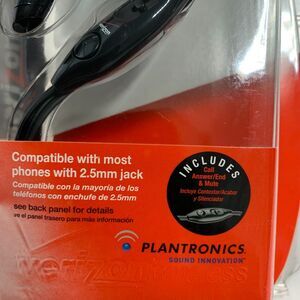 Compatible with most
phones with 2.5mm jack
Compatible con la mayoría de los
teléfonos con enchufe de 2.5mm
see back panel for details
ve el panel trasero para más información
INCLUDES
Call
Answer/End
& Mute
Incluye Contestar/Acabar
y Silenciador
PLANTRONICS
SOUND INNOVATION
verizon